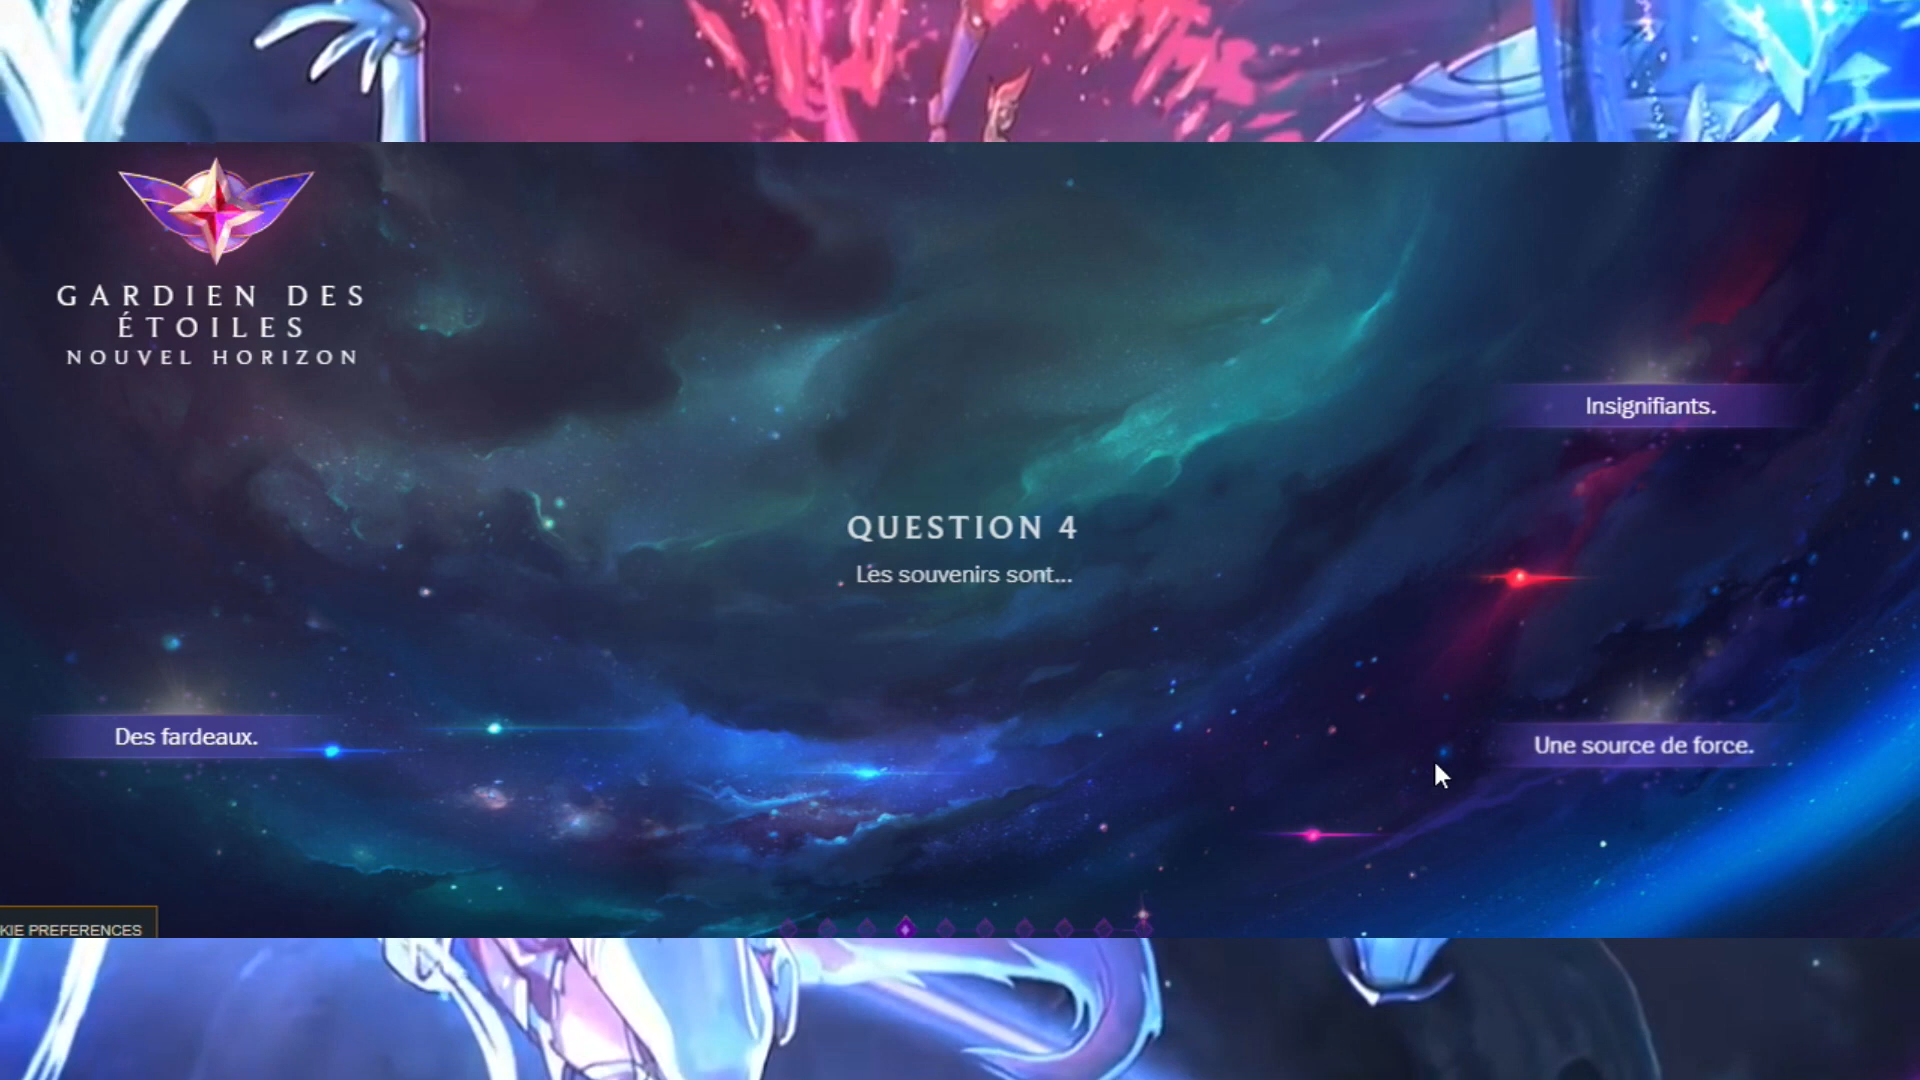 GARDIEN DES
ÉTOILES
NOUVEL HORIZON
Insignifiants.
QUESTION 4
Les souvenirs sont...
Des fardeaux.
Une source de force.
KIE PREFERENCES